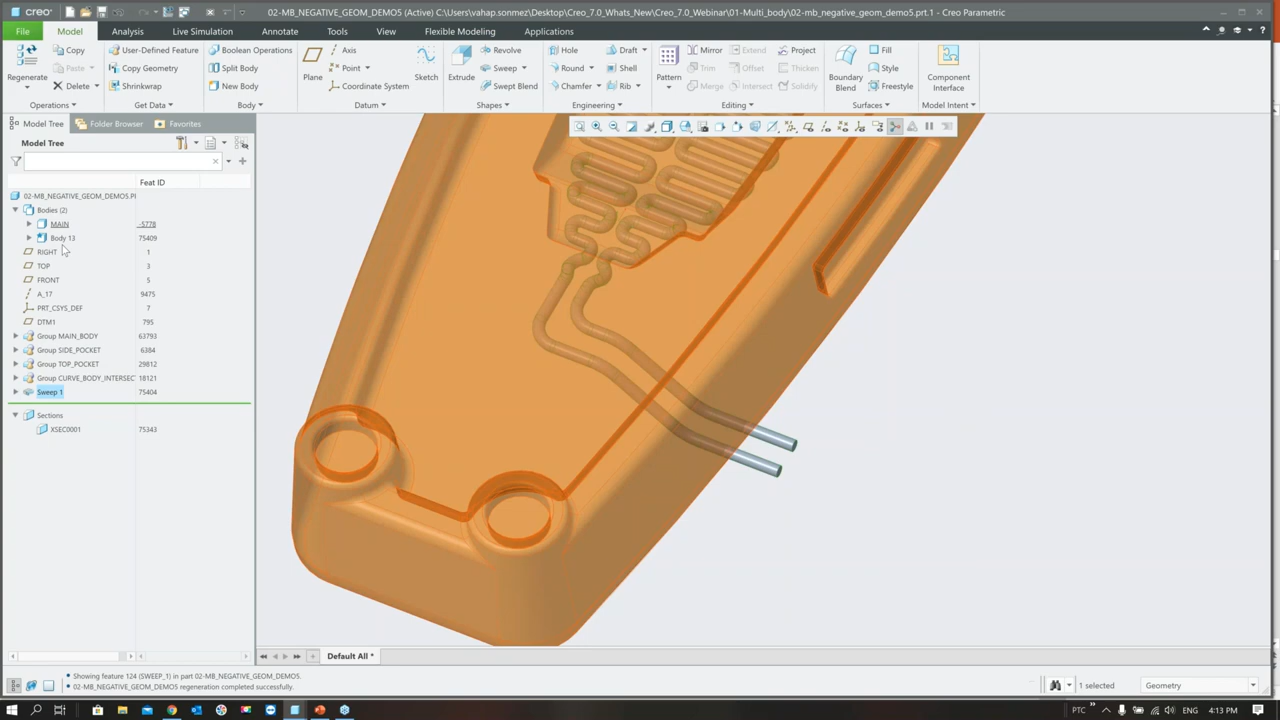 creo
02-MB_NEGATIVE_GEOM_DEMO5 (Active) C:\Users\vahap.sonmez\Desktop\Creo_7.0_Whats_New\Creo_7.0_Webinar\01-Multi_body\02-mb_negative_geom_demo5.prt.1 - Creo Parametric
File Model Analysis Live Simulation Annotate Tools View Flexible Modeling Applications
Regenerate
Copy
Paste
Delete
Operations
User-Defined Feature
Copy Geometry
Shrinkwrap
Get Data
Boolean Operations
Split Body
New Body
Body
Plane
Axis
Point
Coordinate System
Sketch
Datum
Extrude
Revolve
Sweep
Swept Blend
Shapes
Hole
Round
Chamfer
Draft
Shell
Rib
Engineering
Pattern
Mirror
Trim
Merge
Extend
Offset
Intersect
Project
Thicken
Solidify
Editing
Boundary
Blend
Fill
Style
Freestyle
Surfaces
Component
Interface
Model Intent
Model Tree Folder Browser Favorites
Model Tree
Feat ID
02-MB_NEGATIVE_GEOM_DEMO5.P
Bodies (2)
MAIN -5778
Body 13 75409
RIGHT 1
TOP 3
FRONT 5
A_17 9475
PRT_CSYS_DEF 7
DTM1 795
Group MAIN_BODY 63793
Group SIDE_POCKET 6384
Group TOP_POCKET 29812
Group CURVE_BODY_INTERSEC 18121
Sweep 1 75404
Sections
XSEC0001 75343
Default All *
Showing feature 124 (SWEEP_1) in part 02-MB_NEGATIVE_GEOM_DEMO5.
02-MB_NEGATIVE_GEOM_DEMO5 regeneration completed successfully.
1 selected
Geometry
PTC ENG 4:13 PM